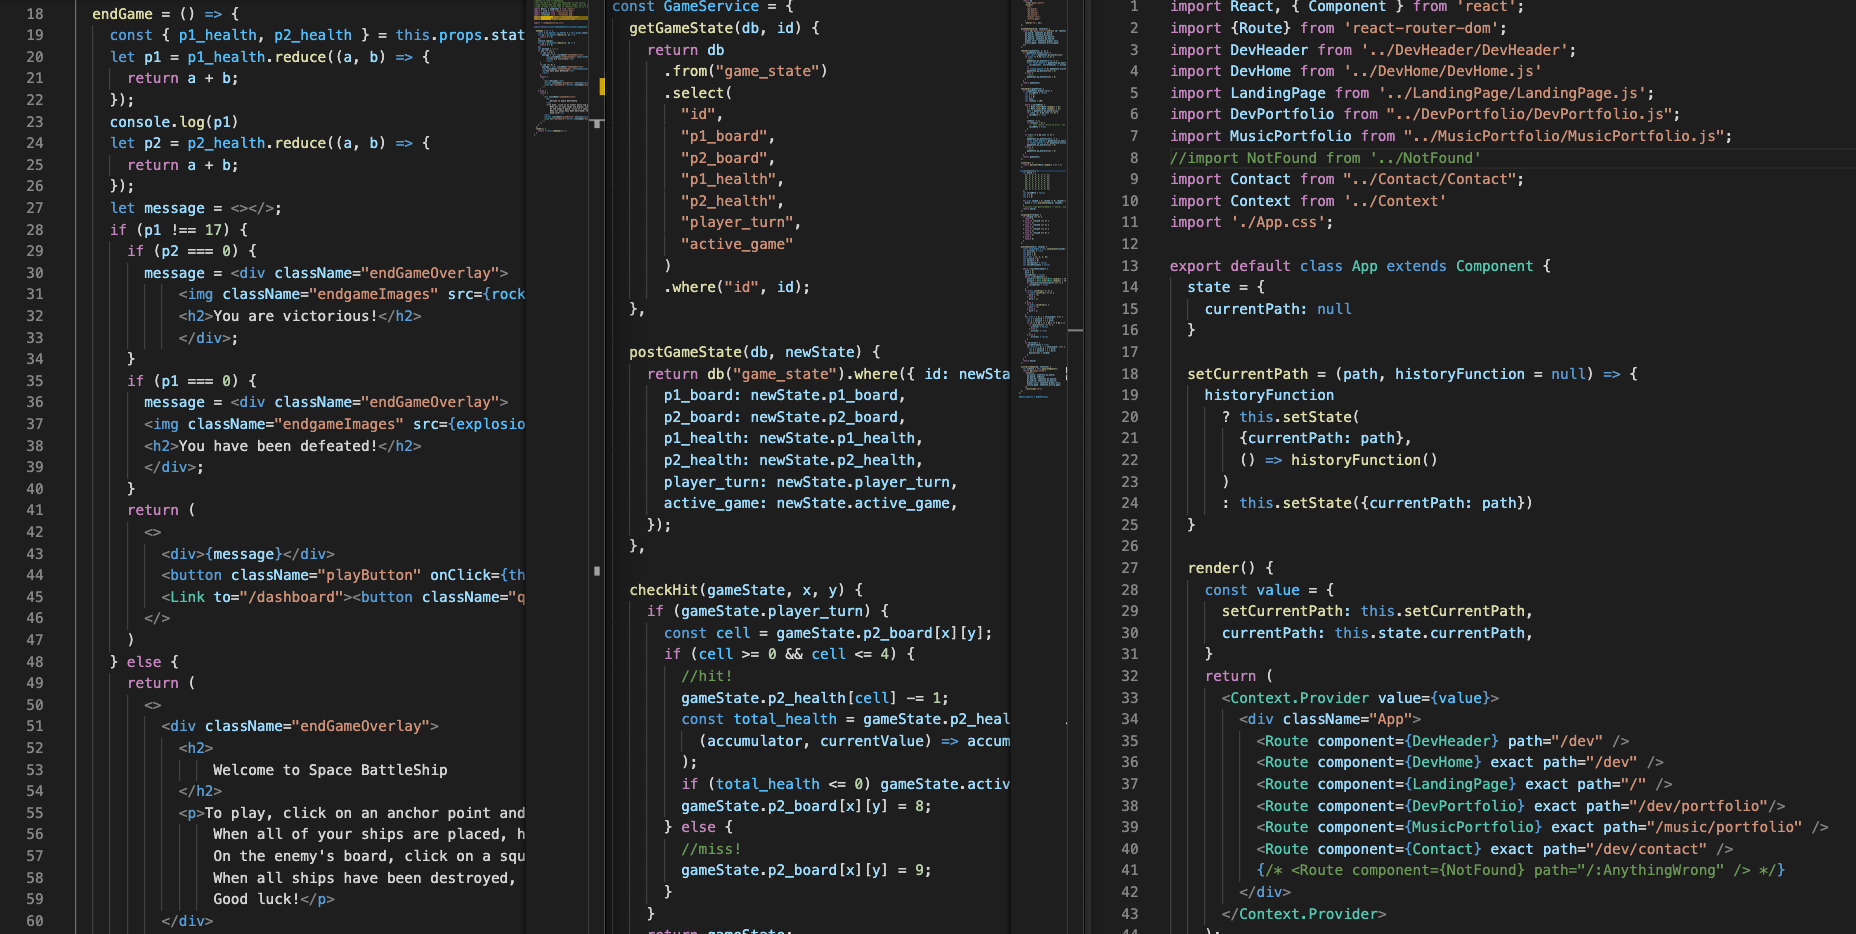 18 endGame = () => {
19 const { p1_health, p2_health } = this.props.stat
20 let p1 = p1_health.reduce((a, b) => {
21 return a + b;
22 });
23 console.log(p1)
24 let p2 = p2_health.reduce((a, b) => {
25 return a + b;
26 });
27 let message = <></>;
28 if (p1 !== 17) {
29 if (p2 === 0) {
30 message = <div className="endGameOverlay">
31 <img className="endgameImages" src={rock
32 <h2>You are victorious!</h2>
33 </div>;
34 }
35 if (p1 === 0) {
36 message = <div className="endGameOverlay">
37 <img className="endgameImages" src={explosio
38 <h2>You have been defeated!</h2>
39 </div>;
40 }
41 return (
42 <>
43 <div>{message}</div>
44 <button className="playButton" onClick={th
45 <Link to="/dashboard"><button className="q
46 </>
47 )
48 } else {
49 return (
50 <>
51 <div className="endGameOverlay">
52 <h2>
53 Welcome to Space BattleShip
54 </h2>
55 <p>To play, click on an anchor point and
56 When all of your ships are placed, h
57 On the enemy's board, click on a squ
58 When all ships have been destroyed,
59 Good luck!</p>
60 </div>
const GameService = {
getGameState(db, id) {
return db
.from("game_state")
.select(
"id",
"p1_board",
"p2_board",
"p1_health",
"p2_health",
"player_turn",
"active_game"
)
.where("id", id);
},
postGameState(db, newState) {
return db("game_state").where({ id: newSta
p1_board: newState.p1_board,
p2_board: newState.p2_board,
p1_health: newState.p1_health,
p2_health: newState.p2_health,
player_turn: newState.player_turn,
active_game: newState.active_game,
});
},
checkHit(gameState, x, y) {
if (gameState.player_turn) {
const cell = gameState.p2_board[x][y];
if (cell >= 0 && cell <= 4) {
//hit!
gameState.p2_health[cell] -= 1;
const total_health = gameState.p2_heal
(accumulator, currentValue) => accum
);
if (total_health <= 0) gameState.activ
gameState.p2_board[x][y] = 8;
} else {
//miss!
gameState.p2_board[x][y] = 9;
}
}
return gameState;
1 import React, { Component } from 'react';
2 import {Route} from 'react-router-dom';
3 import DevHeader from '../DevHeader/DevHeader';
4 import DevHome from '../DevHome/DevHome.js'
5 import LandingPage from '../LandingPage/LandingPage.js';
6 import DevPortfolio from "../DevPortfolio/DevPortfolio.js";
7 import MusicPortfolio from "../MusicPortfolio/MusicPortfolio.js";
8 //import NotFound from '../NotFound'
9 import Contact from "../Contact/Contact";
10 import Context from '../Context'
11 import './App.css';
12
13 export default class App extends Component {
14 state = {
15 currentPath: null
16 }
17
18 setCurrentPath = (path, historyFunction = null) => {
19 historyFunction
20 ? this.setState(
21 {currentPath: path},
22 () => historyFunction()
23 )
24 : this.setState({currentPath: path})
25 }
26
27 render() {
28 const value = {
29 setCurrentPath: this.setCurrentPath,
30 currentPath: this.state.currentPath,
31 }
32 return (
33 <Context.Provider value={value}>
34 <div className="App">
35 <Route component={DevHeader} path="/dev" />
36 <Route component={DevHome} exact path="/dev" />
37 <Route component={LandingPage} exact path="/" />
38 <Route component={DevPortfolio} exact path="/dev/portfolio"/>
39 <Route component={MusicPortfolio} exact path="/music/portfolio" />
40 <Route component={Contact} exact path="/dev/contact" />
41 {/* <Route component={NotFound} path="/:AnythingWrong" /> */}
42 </div>
43 </Context.Provider>
44 );